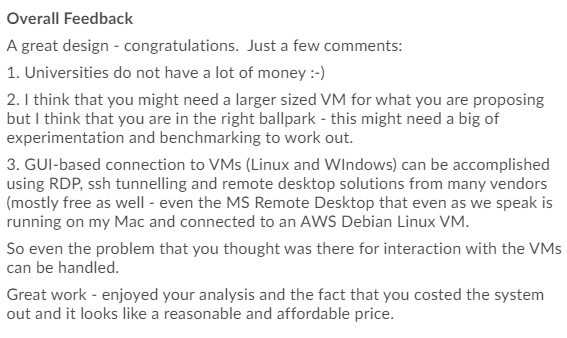 Overall Feedback
A great design - congratulations.  Just a few comments:
1. Universities do not have a lot of money :-)
2. I think that you might need a larger sized VM for what you are proposing
but I think that you are in the right ballpark - this might need a big of
experimentation and benchmarking to work out.
3. GUI-based connection to VMs (Linux and WIndows) can be accomplished
using RDP, ssh tunnelling and remote desktop solutions from many vendors
(mostly free as well - even the MS Remote Desktop that even as we speak is
running on my Mac and connected to an AWS Debian Linux VM.
So even the problem that you thought was there for interaction with the VMs
can be handled.
Great work - enjoyed your analysis and the fact that you costed the system
out and it looks like a reasonable and affordable price.